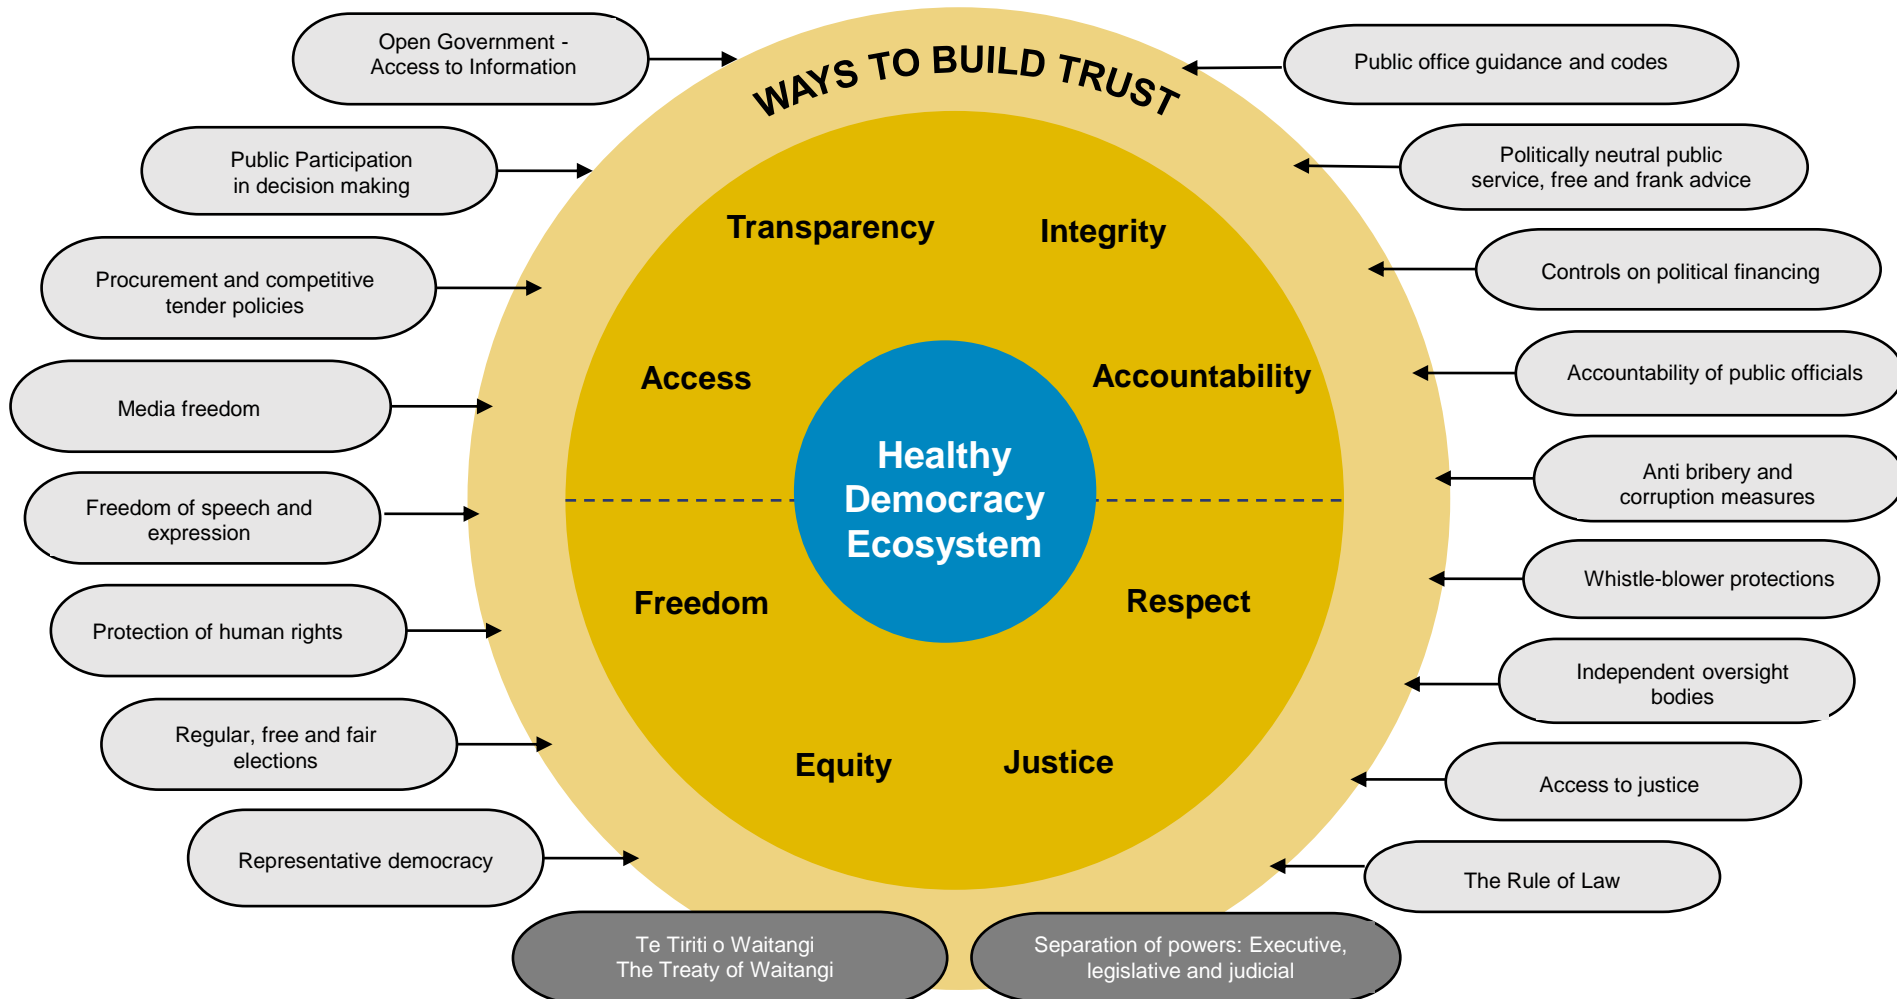 WAYS TO BUILD TRUST
Open Government -
Access to Information
Public Participation
in decision making
Procurement and competitive
tender policies
Media freedom
Freedom of speech and
expression
Protection of human rights
Regular, free and fair
elections
Representative democracy
Te Tiriti o Waitangi
The Treaty of Waitangi
Transparency
Integrity
Access
Accountability
Healthy
Democracy
Ecosystem
Freedom
Respect
Equity
Justice
Public office guidance and codes
Politically neutral public
service, free and frank advice
Controls on political financing
Accountability of public officials
Anti bribery and
corruption measures
Whistle-blower protections
Independent oversight
bodies
Access to justice
The Rule of Law
Separation of powers: Executive,
legislative and judicial